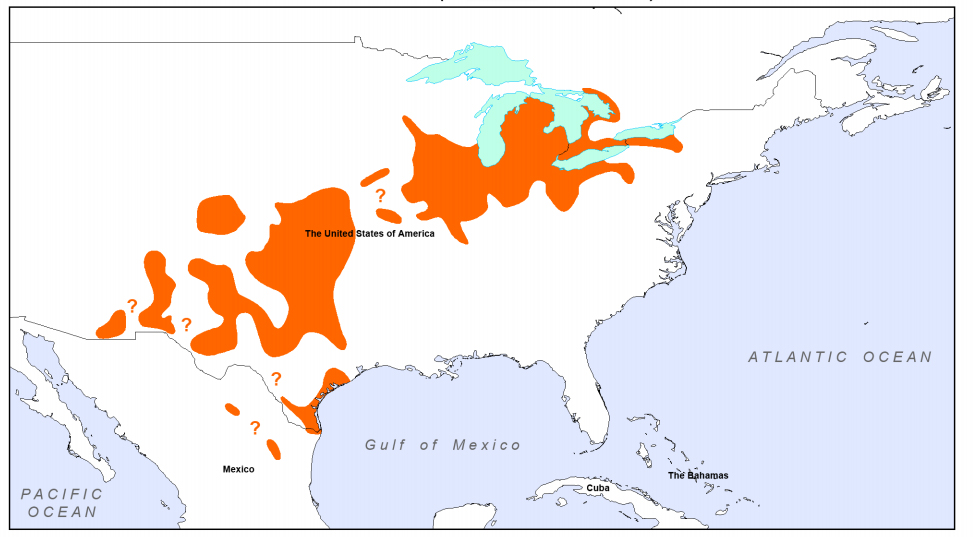 ?
The United States of America
?
?
ATLANTIC OCEAN
?
?
Gulf of Mexico
Mexico
The Bahamas
Cuba
PACIFIC
OCEAN